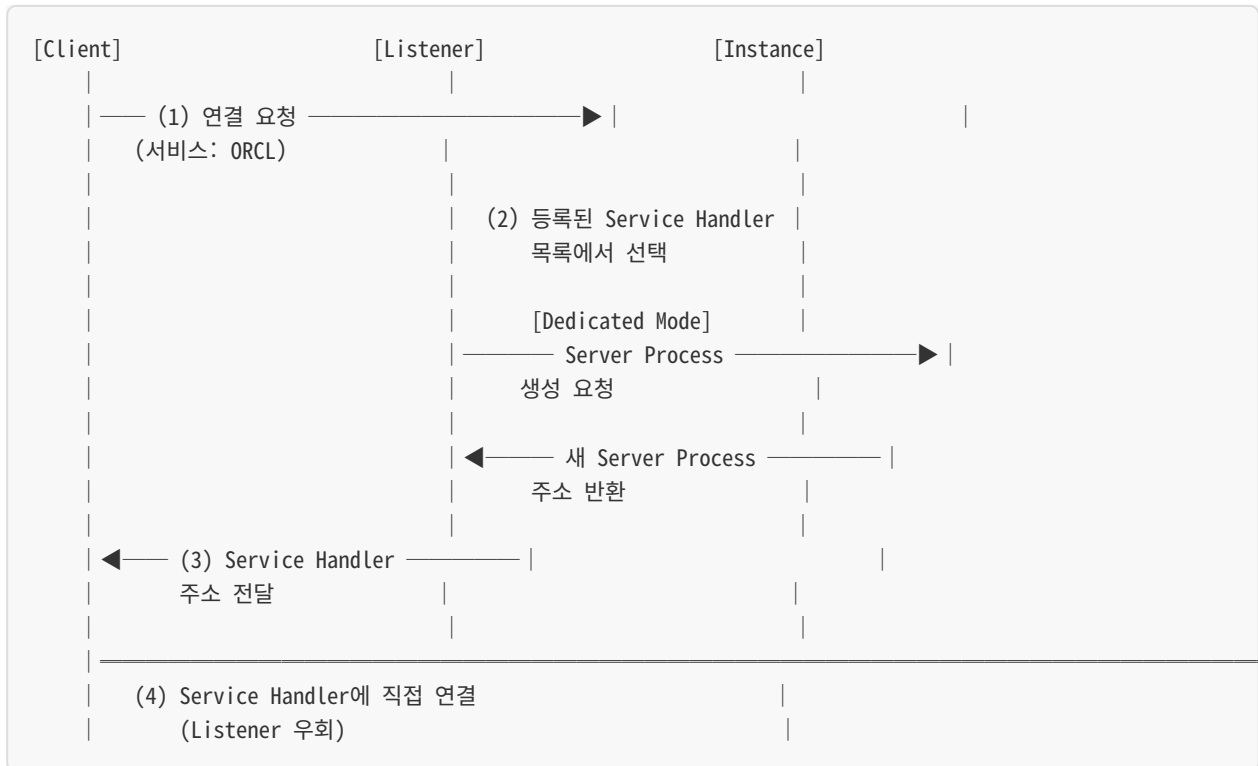 [Client] [Listener] [Instance]
(1) 연결 요청
(서비스: ORCL)
(2) 등록된 Service Handler
목록에서 선택
[Dedicated Mode]
Server Process
생성 요청
새 Server Process
주소 반환
(3) Service Handler
주소 전달
(4) Service Handler에 직접 연결
(Listener 우회)